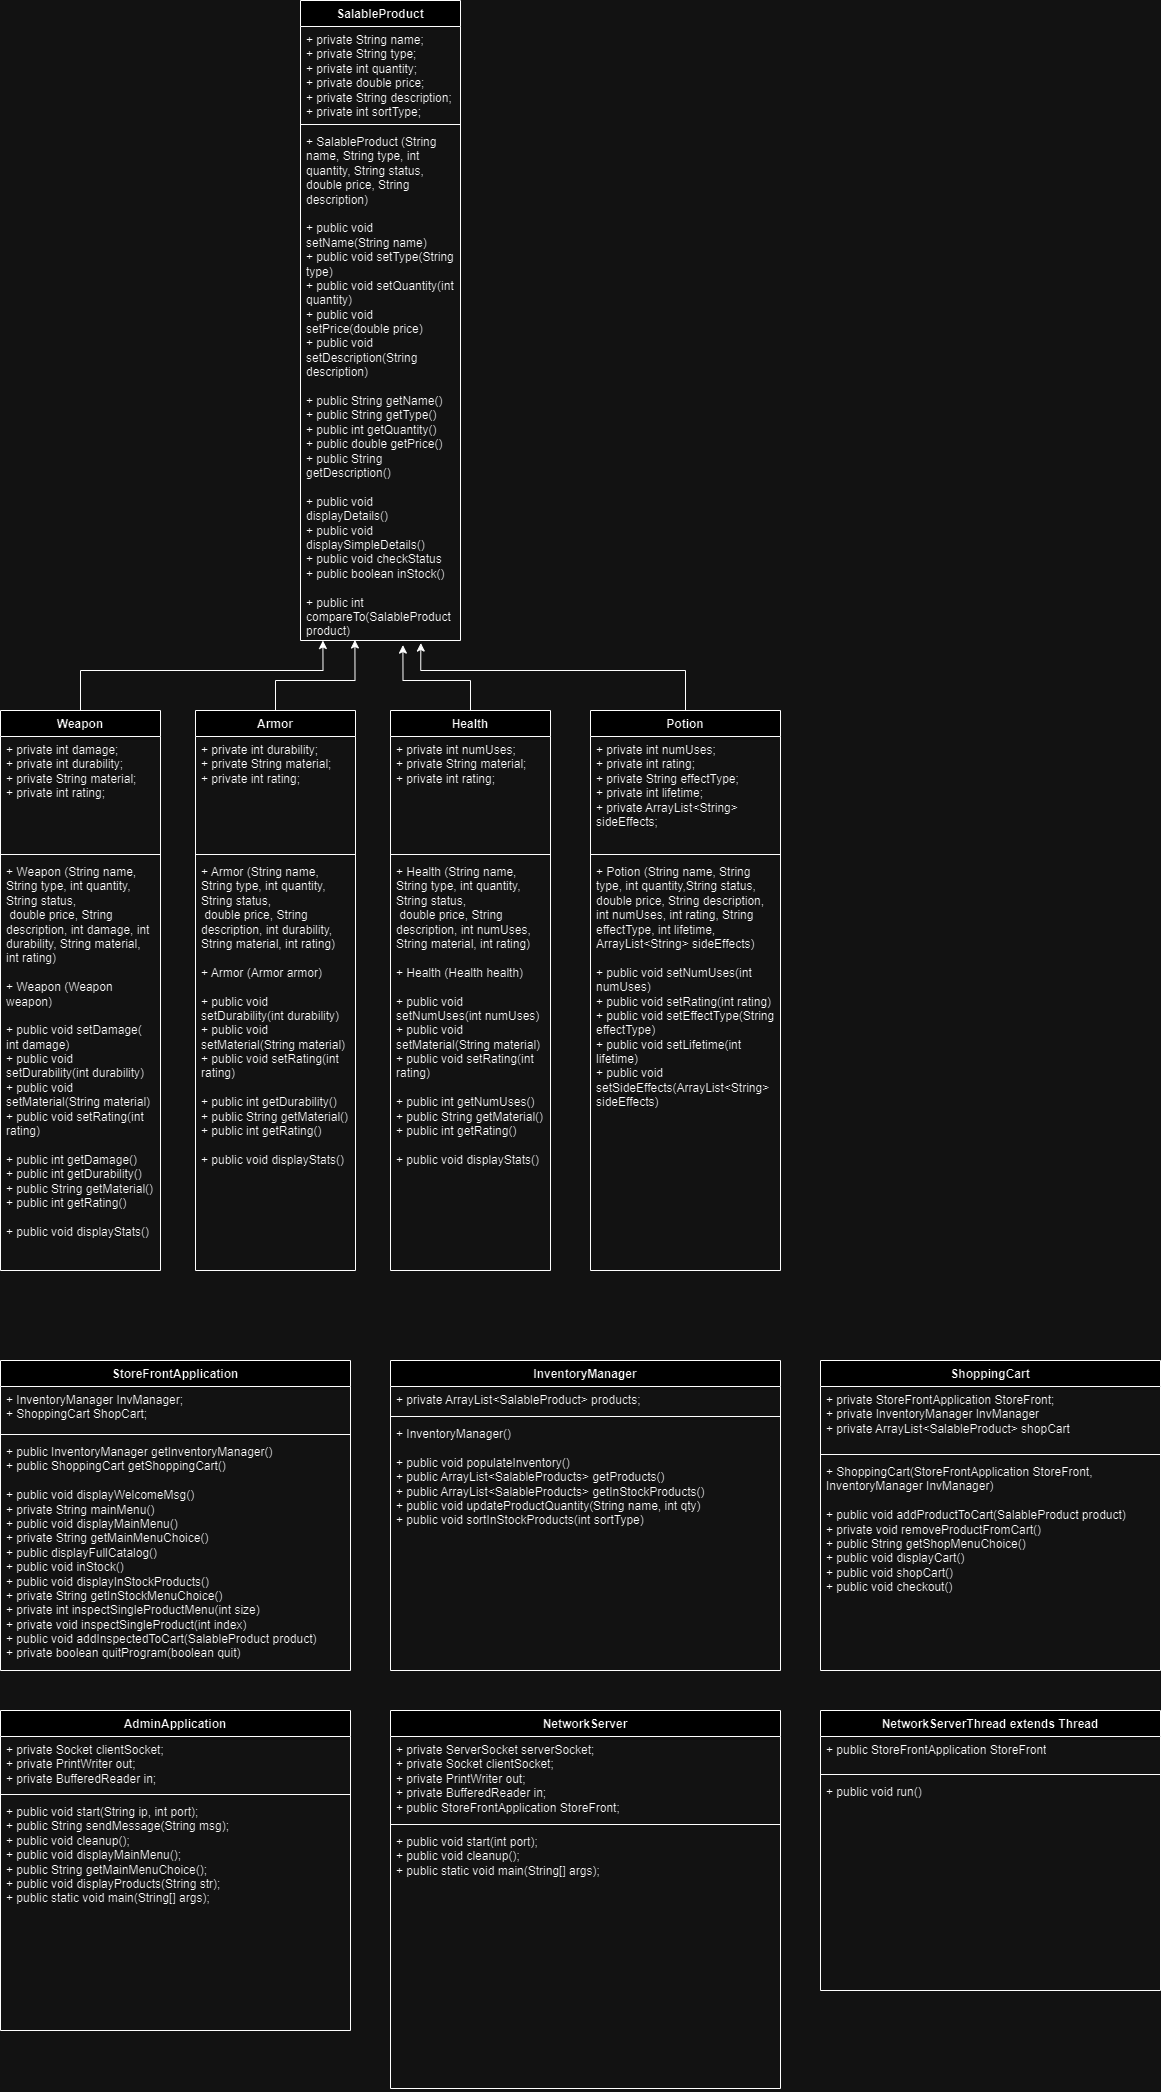 SalableProduct
+ private String name;
+ private String type;
+ private int quantity;
+ private double price;
+ private String description;
+ private int sortType;
+ SalableProduct (String
name, String type, int
quantity, String status,
double price, String
description)
+ public void
setName(String name)
+ public void setType(String
type)
+ public void setQuantity(int
quantity)
+ public void
setPrice(double price)
+ public void
setDescription(String
description)
+ public String getName()
+ public String getType()
+ public int getQuantity()
+ public double getPrice()
+ public String
getDescription()
+ public void
displayDetails()
+ public void
displaySimpleDetails()
+ public void checkStatus
+ public boolean inStock()
+ public int
compareTo(SalableProduct
product)
Weapon
+ private int damage;
+ private int durability;
+ private String material;
+ private int rating;
+ Weapon (String name,
String type, int quantity,
String status,
double price, String
description, int damage, int
durability, String material,
int rating)
+ Weapon (Weapon
weapon)
+ public void setDamage(
int damage)
+ public void
setDurability(int durability)
+ public void
setMaterial(String material)
+ public void setRating(int
rating)
+ public int getDamage()
+ public int getDurability()
+ public String getMaterial()
+ public int getRating()
+ public void displayStats()
Armor
+ private int durability;
+ private String material;
+ private int rating;
+ Armor (String name,
String type, int quantity,
String status,
double price, String
description, int durability,
String material, int rating)
+ Armor (Armor armor)
+ public void
setDurability(int durability)
+ public void
setMaterial(String material)
+ public void setRating(int
rating)
+ public int getDurability()
+ public String getMaterial()
+ public int getRating()
+ public void displayStats()
Health
+ private int numUses;
+ private String material;
+ private int rating;
+ Health (String name,
String type, int quantity,
String status,
double price, String
description, int numUses,
String material, int rating)
+ Health (Health health)
+ public void
setNumUses(int numUses)
+ public void
setMaterial(String material)
+ public void setRating(int
rating)
+ public int getNumUses()
+ public String getMaterial()
+ public int getRating()
+ public void displayStats()
Potion
+ private int numUses;
+ private int rating;
+ private String effectType;
+ private int lifetime;
+ private ArrayList<String>
sideEffects;
+ Potion (String name, String
type, int quantity,String status,
double price, String description,
int numUses, int rating, String
effectType, int lifetime,
ArrayList<String> sideEffects)
+ public void setNumUses(int
numUses)
+ public void setRating(int rating)
+ public void setEffectType(String
effectType)
+ public void setLifetime(int
lifetime)
+ public void
setSideEffects(ArrayList<String>
sideEffects)
StoreFrontApplication
+ InventoryManager InvManager;
+ ShoppingCart ShopCart;
+ public InventoryManager getInventoryManager()
+ public ShoppingCart getShoppingCart()
+ public void displayWelcomeMsg()
+ private String mainMenu()
+ public void displayMainMenu()
+ private String getMainMenuChoice()
+ public displayFullCatalog()
+ public void inStock()
+ public void displayInStockProducts()
+ private String getInStockMenuChoice()
+ private int inspectSingleProductMenu(int size)
+ private void inspectSingleProduct(int index)
+ public void addInspectedToCart(SalableProduct product)
+ private boolean quitProgram(boolean quit)
InventoryManager
+ private ArrayList<SalableProduct> products;
+ InventoryManager()
+ public void populateInventory()
+ public ArrayList<SalableProducts> getProducts()
+ public ArrayList<SalableProducts> getInStockProducts()
+ public void updateProductQuantity(String name, int qty)
+ public void sortInStockProducts(int sortType)
ShoppingCart
+ private StoreFrontApplication StoreFront;
+ private InventoryManager InvManager
+ private ArrayList<SalableProduct> shopCart
+ ShoppingCart(StoreFrontApplication StoreFront,
InventoryManager InvManager)
+ public void addProductToCart(SalableProduct product)
+ private void removeProductFromCart()
+ public String getShopMenuChoice()
+ public void displayCart()
+ public void shopCart()
+ public void checkout()
AdminApplication
+ private Socket clientSocket;
+ private PrintWriter out;
+ private BufferedReader in;
+ public void start(String ip, int port);
+ public String sendMessage(String msg);
+ public void cleanup();
+ public void displayMainMenu();
+ public String getMainMenuChoice();
+ public void displayProducts(String str);
+ public static void main(String[] args);
NetworkServer
+ private ServerSocket serverSocket;
+ private Socket clientSocket;
+ private PrintWriter out;
+ private BufferedReader in;
+ public StoreFrontApplication StoreFront;
+ public void start(int port);
+ public void cleanup();
+ public static void main(String[] args);
NetworkServerThread extends Thread
+ public StoreFrontApplication StoreFront
+ public void run()